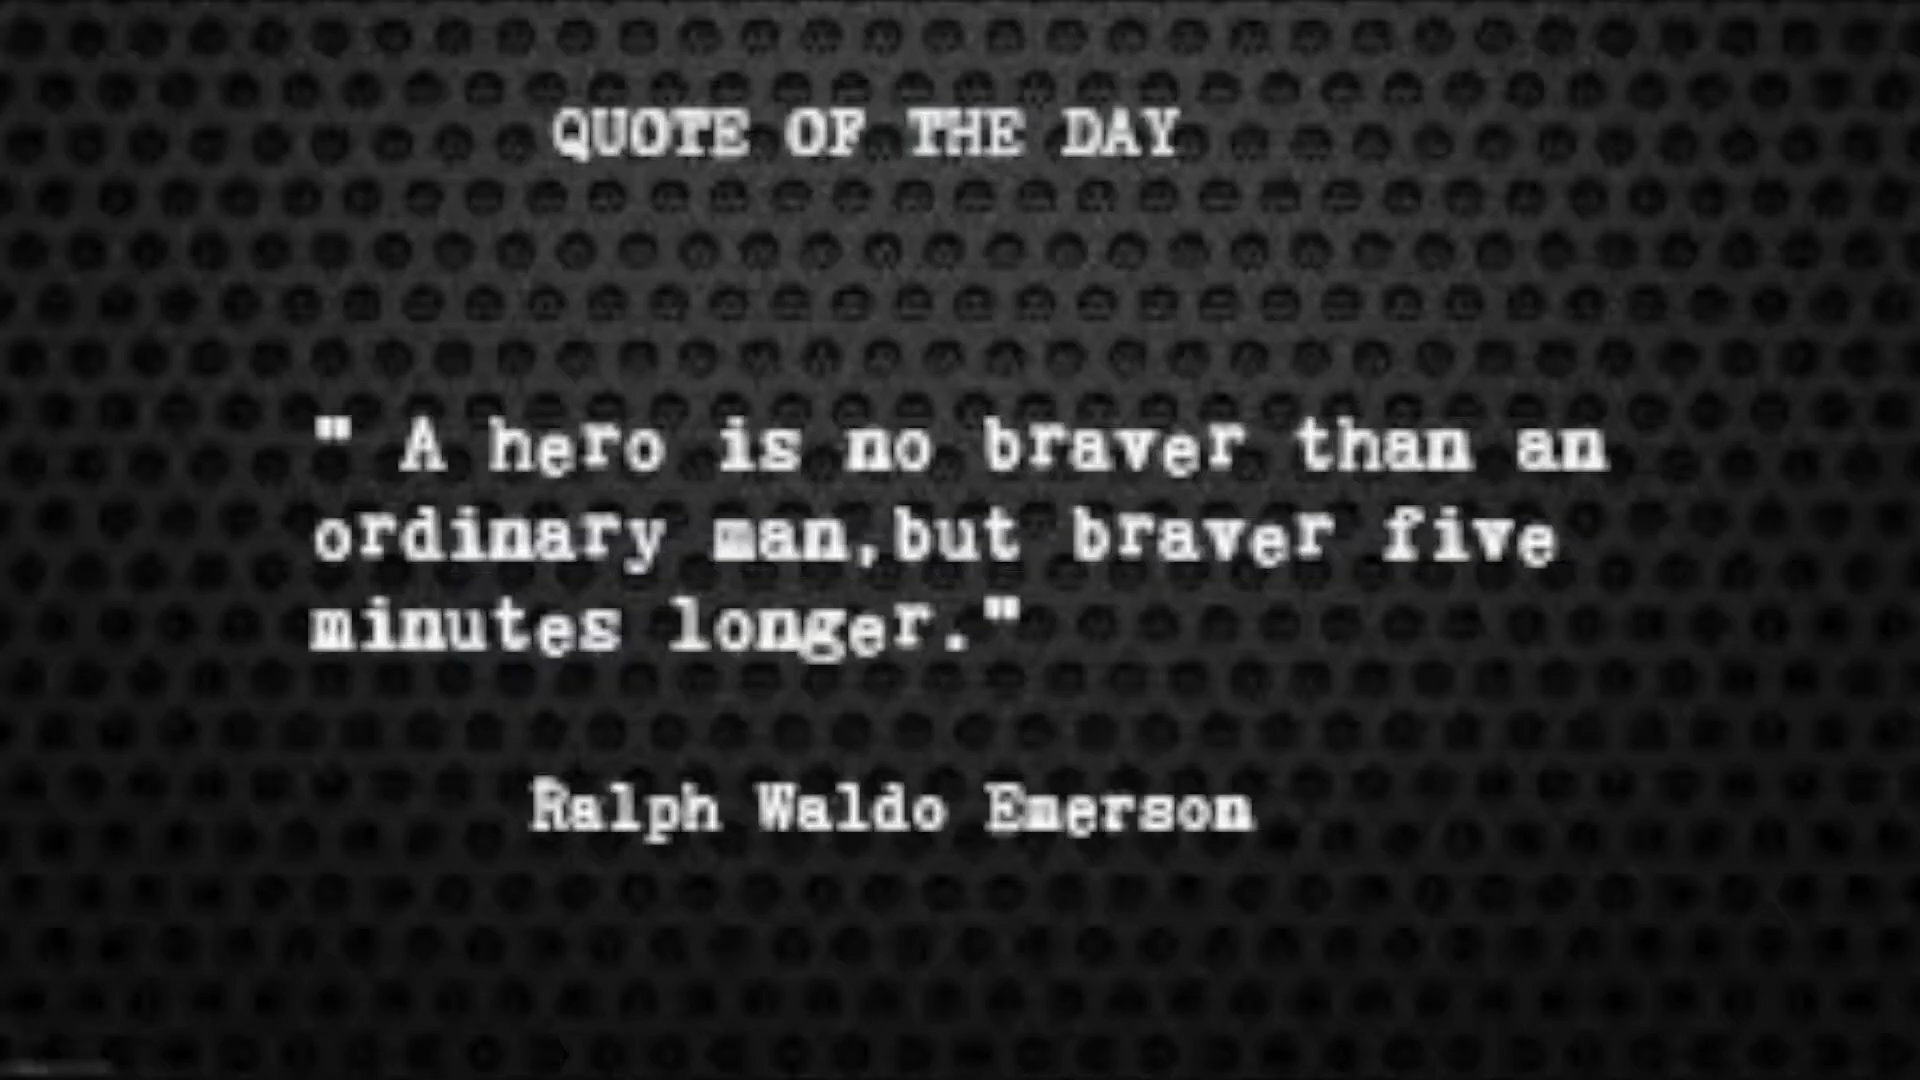 QUOTE OF THE DAY
" A hero is no braver than an
ordinary man,but braver five
minutes longer."
Ralph Waldo Emerson